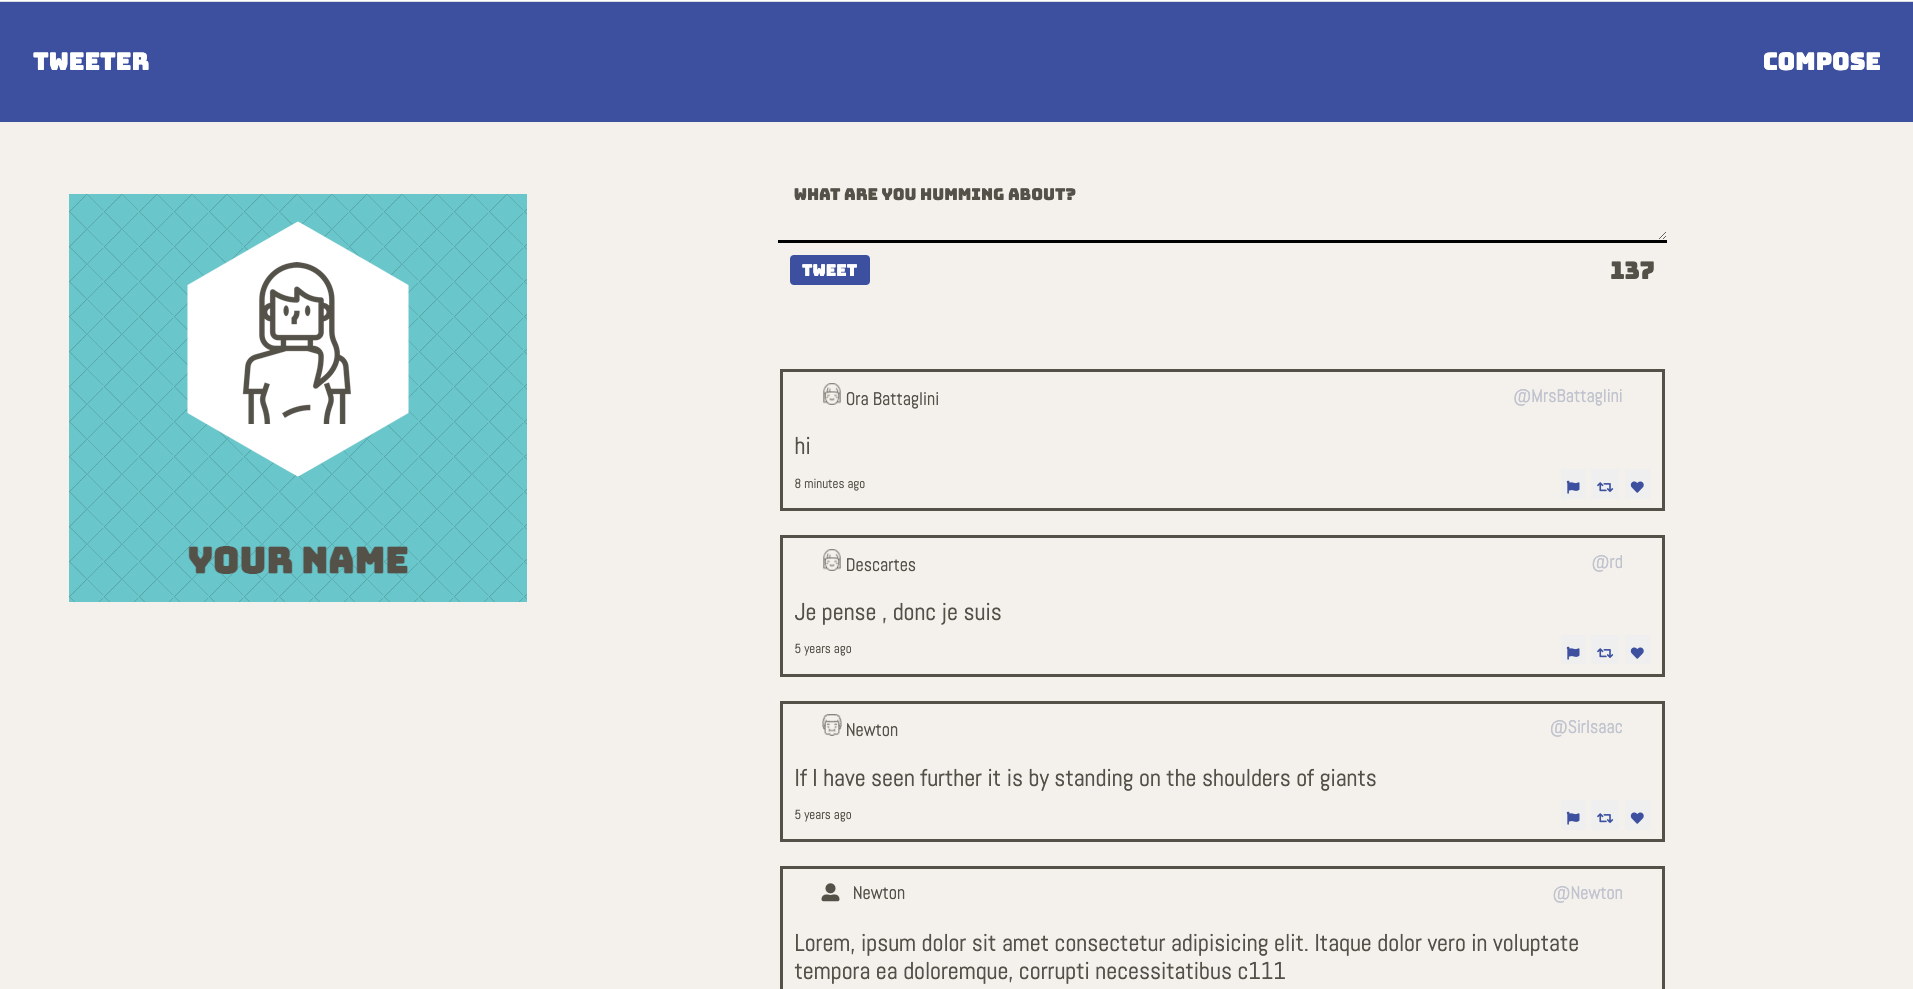 TWEETER
COMPOSE
YOUR NAME
WHAT ARE YOU HUMMING ABOUT?
TWEET
137
Ora Battaglini
@MrsBattaglini
hi
8 minutes ago
Descartes
@rd
Je pense , donc je suis
5 years ago
Newton
@SirIsaac
If I have seen further it is by standing on the shoulders of giants
5 years ago
Newton
@Newton
Lorem, ipsum dolor sit amet consectetur adipisicing elit. Itaque dolor vero in voluptate
tempora ea doloremque, corrupti necessitatibus c111